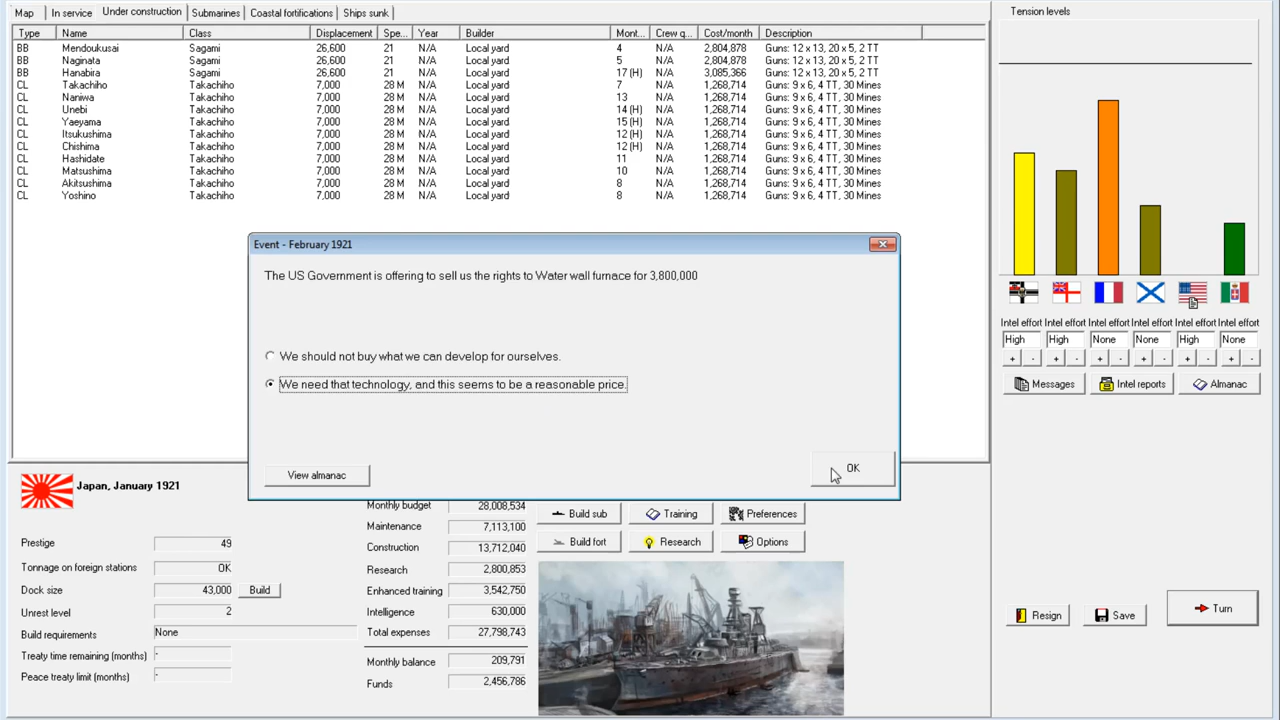 Map In service Under construction Submarines Coastal fortifications Ships sunk
Type Name Class Displacement Spe... Year Builder Mont... Crew q... Cost/month Description
BB Mendoukusai Sagami 26,600 21 N/A Local yard 4 N/A 2,804,878 Guns: 12 x 13, 20 x 5, 2 TT
BB Naginata Sagami 26,600 21 N/A Local yard 5 N/A 2,804,878 Guns: 12 x 13, 20 x 5, 2 TT
BB Hanabira Sagami 26,600 21 N/A Local yard 17 (H) N/A 3,085,366 Guns: 12 x 13, 20 x 5, 2 TT
CL Takachiho Takachiho 7,000 28 M N/A Local yard 7 N/A 1,268,714 Guns: 9 x 6, 4 TT, 30 Mines
CL Naniwa Takachiho 7,000 28 M N/A Local yard 13 N/A 1,268,714 Guns: 9 x 6, 4 TT, 30 Mines
CL Unebi Takachiho 7,000 28 M N/A Local yard 14 (H) N/A 1,268,714 Guns: 9 x 6, 4 TT, 30 Mines
CL Yaeyama Takachiho 7,000 28 M N/A Local yard 15 (H) N/A 1,268,714 Guns: 9 x 6, 4 TT, 30 Mines
CL Itsukushima Takachiho 7,000 28 M N/A Local yard 12 (H) N/A 1,268,714 Guns: 9 x 6, 4 TT, 30 Mines
CL Chishima Takachiho 7,000 28 M N/A Local yard 12 (H) N/A 1,268,714 Guns: 9 x 6, 4 TT, 30 Mines
CL Hashidate Takachiho 7,000 28 M N/A Local yard 11 N/A 1,268,714 Guns: 9 x 6, 4 TT, 30 Mines
CL Matsushima Takachiho 7,000 28 M N/A Local yard 10 N/A 1,268,714 Guns: 9 x 6, 4 TT, 30 Mines
CL Akitsushima Takachiho 7,000 28 M N/A Local yard 8 N/A 1,268,714 Guns: 9 x 6, 4 TT, 30 Mines
CL Yoshino Takachiho 7,000 28 M N/A Local yard 8 N/A 1,268,714 Guns: 9 x 6, 4 TT, 30 Mines
Event - February 1921
The US Government is offering to sell us the rights to Water wall furnace for 3,800,000
We should not buy what we can develop for ourselves.
We need that technology, and this seems to be a reasonable price.
View almanac
OK
Tension levels
Intel effort Intel effort Intel effort Intel effort Intel effort Intel effort
High High None None High None
+ - + - + - + - + - + -
Messages Intel reports Almanac
Japan, January 1921
Prestige 49
Tonnage on foreign stations OK
Dock size 43,000 Build
Unrest level 2
Build requirements None
Treaty time remaining (months) -
Peace treaty limit (months) -
Monthly budget 28,008,534
Maintenance 7,113,100
Construction 13,712,040
Research 2,800,853
Enhanced training 3,542,750
Intelligence 630,000
Total expenses 27,798,743
Monthly balance 209,791
Funds 2,456,786
Build sub Training Preferences
Build fort Research Options
Resign Save Turn